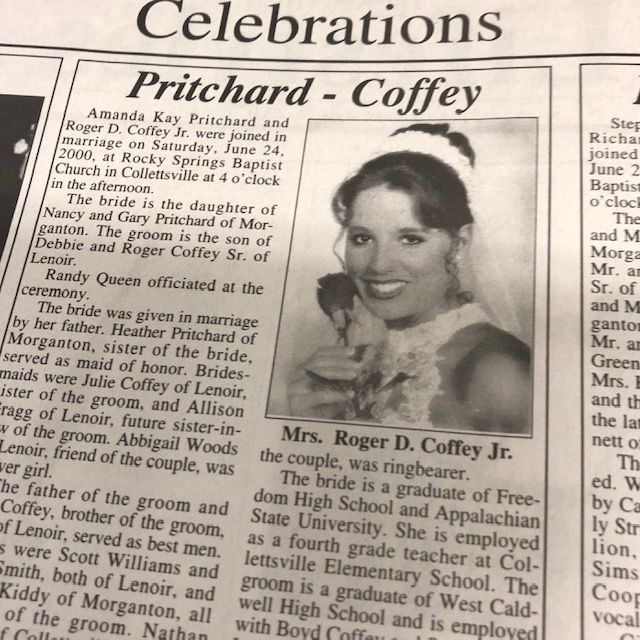 Celebrations
Pritchard - Coffey
Amanda Kay Pritchard and
Roger D. Coffey Jr. were joined in
marriage on Saturday, June 24,
2000, at Rocky Springs Baptist
Church in Collettsville at 4 o'clock
in the afternoon.
The bride is the daughter of
Nancy and Gary Pritchard of Mor-
ganton. The groom is the son of
Debbie and Roger Coffey Sr. of
Lenoir.
Randy Queen officiated at the
ceremony.
The bride was given in marriage
by her father. Heather Pritchard of
Morganton, sister of the bride,
served as maid of honor. Brides-
maids were Julie Coffey of Lenoir,
ister of the groom, and Allison
ragg of Lenoir, future sister-in-
w of the groom. Abbigail Woods
Lenoir, friend of the couple, was
wer girl.
he father of the groom and
Coffey, brother of the groom,
of Lenoir, served as best men.
s were Scott Williams and
Smith, both of Lenoir, and
Kiddy of Morganton, all
of the groom. Nathan
Mrs. Roger D. Coffey Jr.
the couple, was ringbearer.
The bride is a graduate of Free-
dom High School and Appalachian
State University. She is employed
as a fourth grade teacher at Col-
lettsville Elementary School. The
groom is a graduate of West Cald-
well High School and is employed
with Boyd Coffey
Step
Richar
joined
June 2
Baptis
o'cloc
The
and M
Morga
Mr. a
Sr. of
and M
ganto
Mr. a
Green
Mrs. 
and th
the lat
nett o
Th
ed. W
by Ca
ly Str
lion,
Sims
Coop
voca